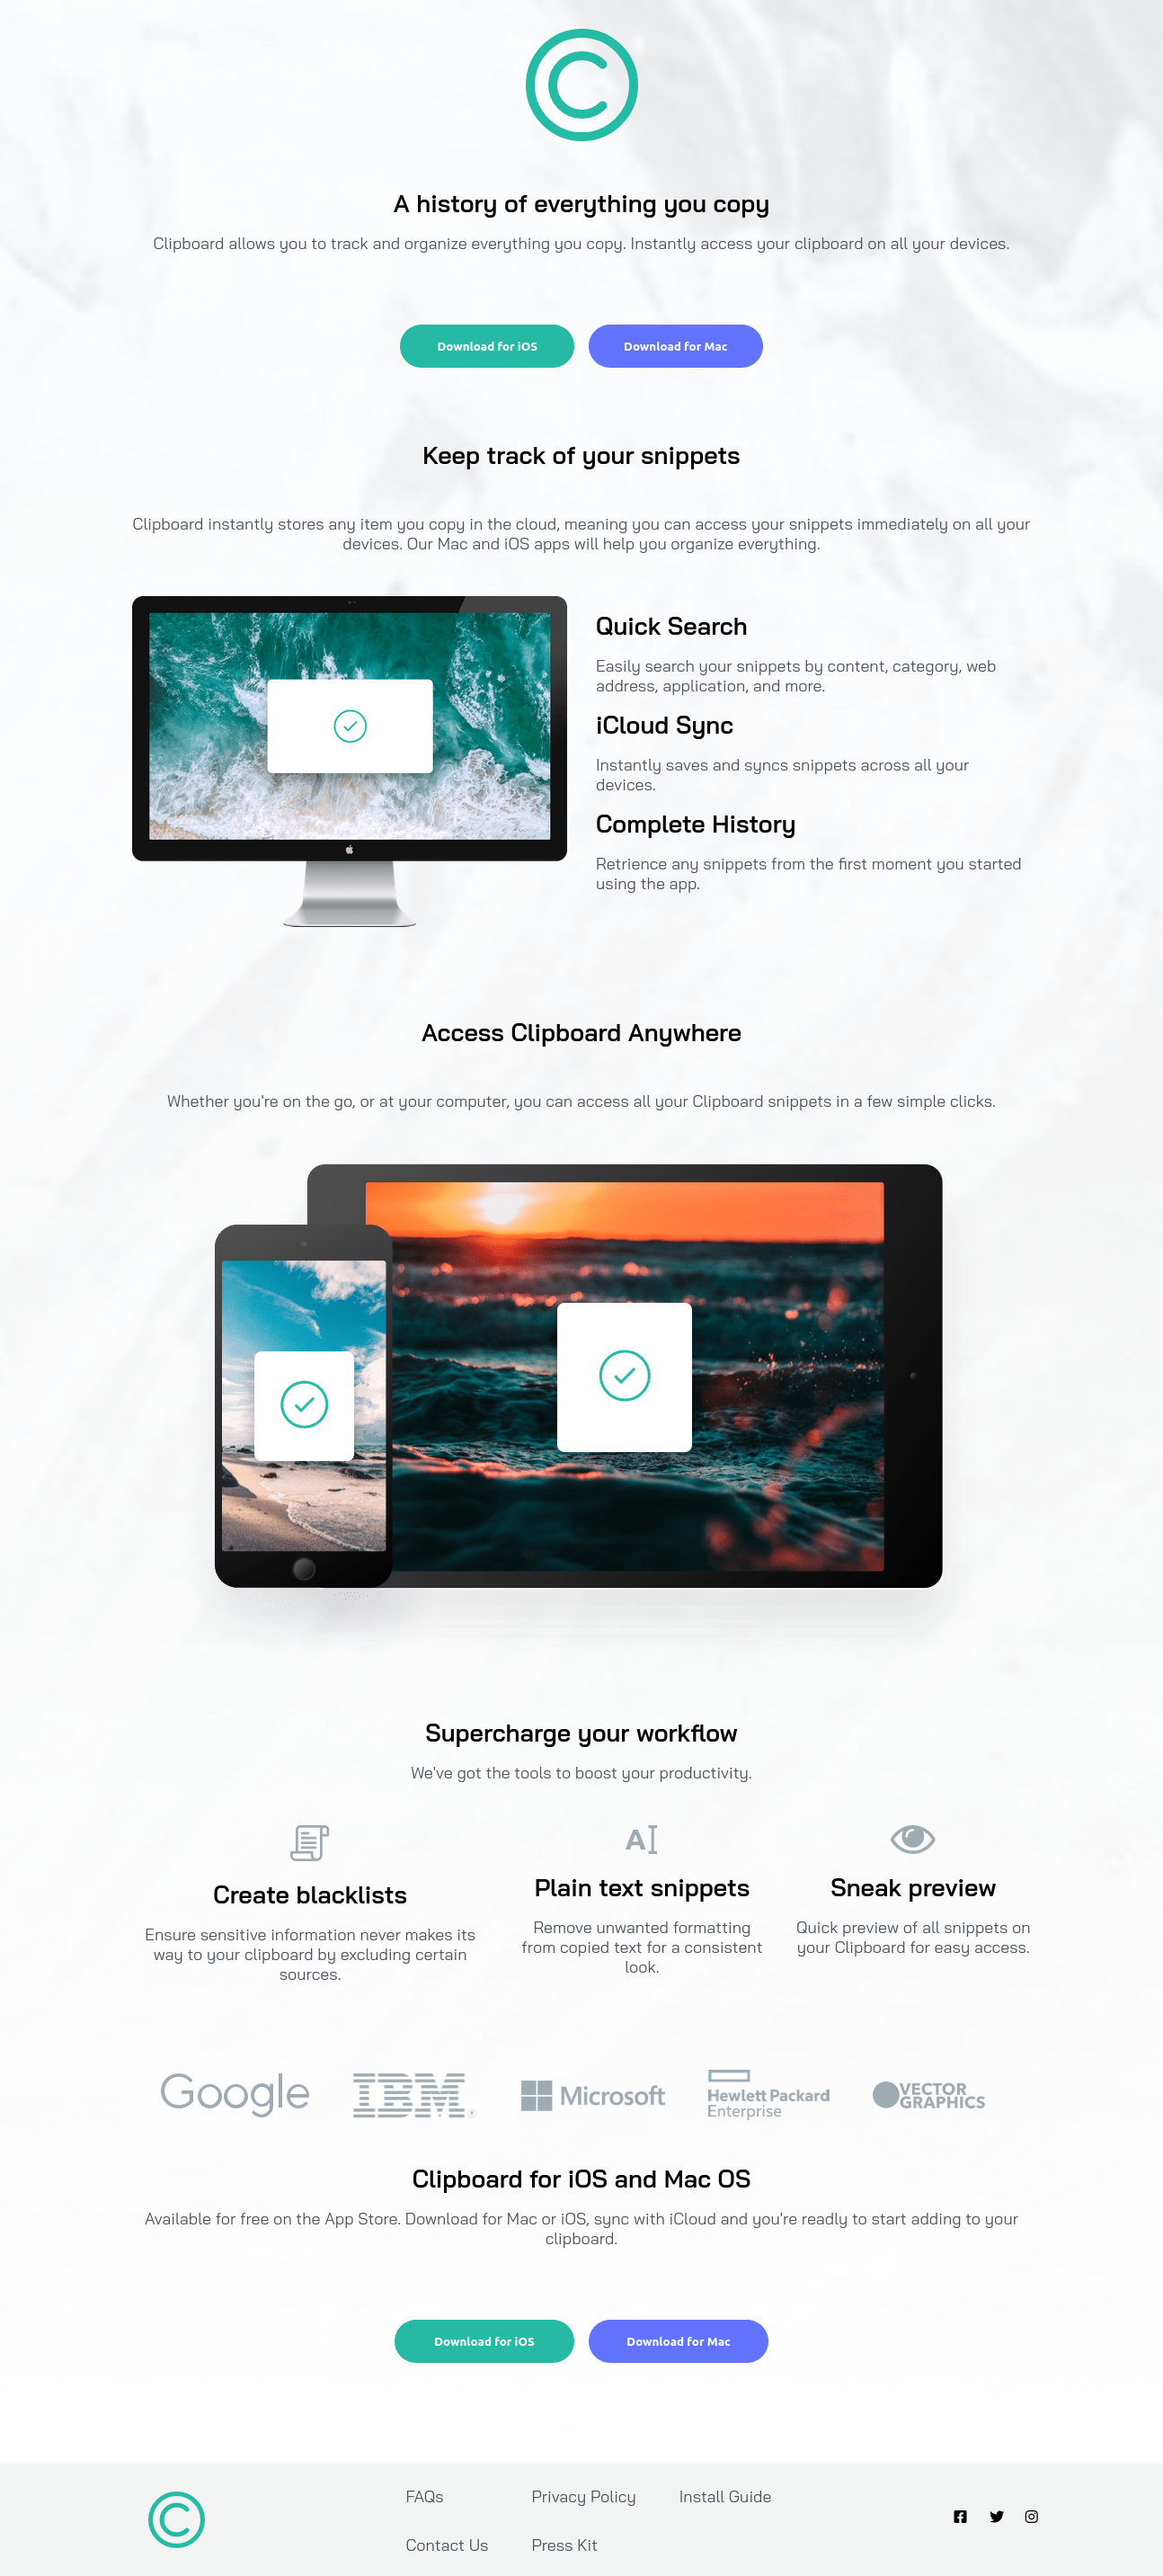 A history of everything you copy
Clipboard allows you to track and organize everything you copy. Instantly access your clipboard on all your devices.
Download for iOS
Download for Mac
Keep track of your snippets
Clipboard instantly stores any item you copy in the cloud, meaning you can access your snippets immediately on all your
devices. Our Mac and iOS apps will help you organize everything.
Quick Search
Easily search your snippets by content, category, web
address, application, and more.
iCloud Sync
Instantly saves and syncs snippets across all your
devices.
Complete History
Retrience any snippets from the first moment you started
using the app.
Access Clipboard Anywhere
Whether you're on the go, or at your computer, you can access all your Clipboard snippets in a few simple clicks.
Supercharge your workflow
We've got the tools to boost your productivity.
A
Create blacklists
Ensure sensitive information never makes its
way to your clipboard by excluding certain
sources.
Plain text snippets
Remove unwanted formatting
from copied text for a consistent
look.
Sneak preview
Quick preview of all snippets on
your Clipboard for easy access.
Google
IBM
Microsoft
Hewlett Packard
Enterprise
VECTOR
GRAPHICS
Clipboard for iOS and Mac OS
Available for free on the App Store. Download for Mac or iOS, sync with iCloud and you're readly to start adding to your
clipboard.
Download for iOS
Download for Mac
FAQs
Privacy Policy
Install Guide
Contact Us
Press Kit